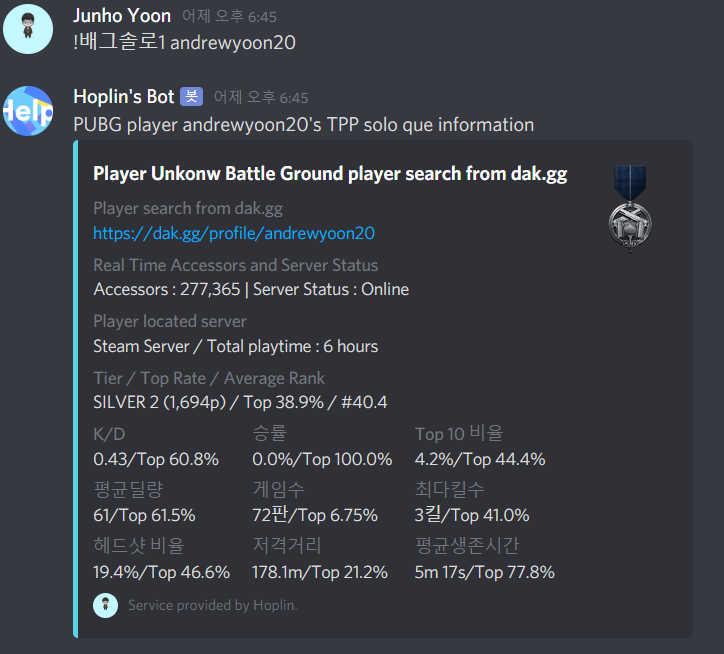 Junho Yoon 어제 오후 6:45
!배그솔로1 andrewyoon20
Help
Hoplin's Bot 봇 어제 오후 6:45
PUBG player andrewyoon20's TPP solo que information
Player Unkonw Battle Ground player search from dak.gg
Player search from dak.gg
https://dak.gg/profile/andrewyoon20
Real Time Accessors and Server Status
Accessors : 277,365 | Server Status : Online
Player located server
Steam Server / Total playtime : 6 hours
Tier / Top Rate / Average Rank
SILVER 2 (1,694p) / Top 38.9% / #40.4
K/D 승률 Top 10 비율
0.43/Top 60.8% 0.0%/Top 100.0% 4.2%/Top 44.4%
평균딜량 게임수 최다킬수
61/Top 61.5% 72판/Top 6.75% 3킬/Top 41.0%
헤드샷 비율 저격거리 평균생존시간
19.4%/Top 46.6% 178.1m/Top 21.2% 5m 17s/Top 77.8%
Service provided by Hoplin.